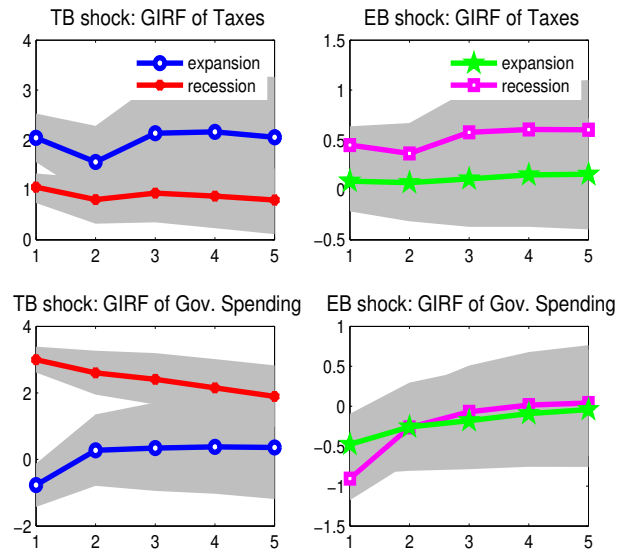 TB shock: GIRF of Taxes
4
3
2
1
0
1 2 3 4 5
expansion
recession
EB shock: GIRF of Taxes
1.5
1
0.5
0
−0.5
1 2 3 4 5
expansion
recession
TB shock: GIRF of Gov. Spending
4
2
0
−2
1 2 3 4 5
EB shock: GIRF of Gov. Spending
1
0.5
0
−0.5
−1
−1.5
1 2 3 4 5